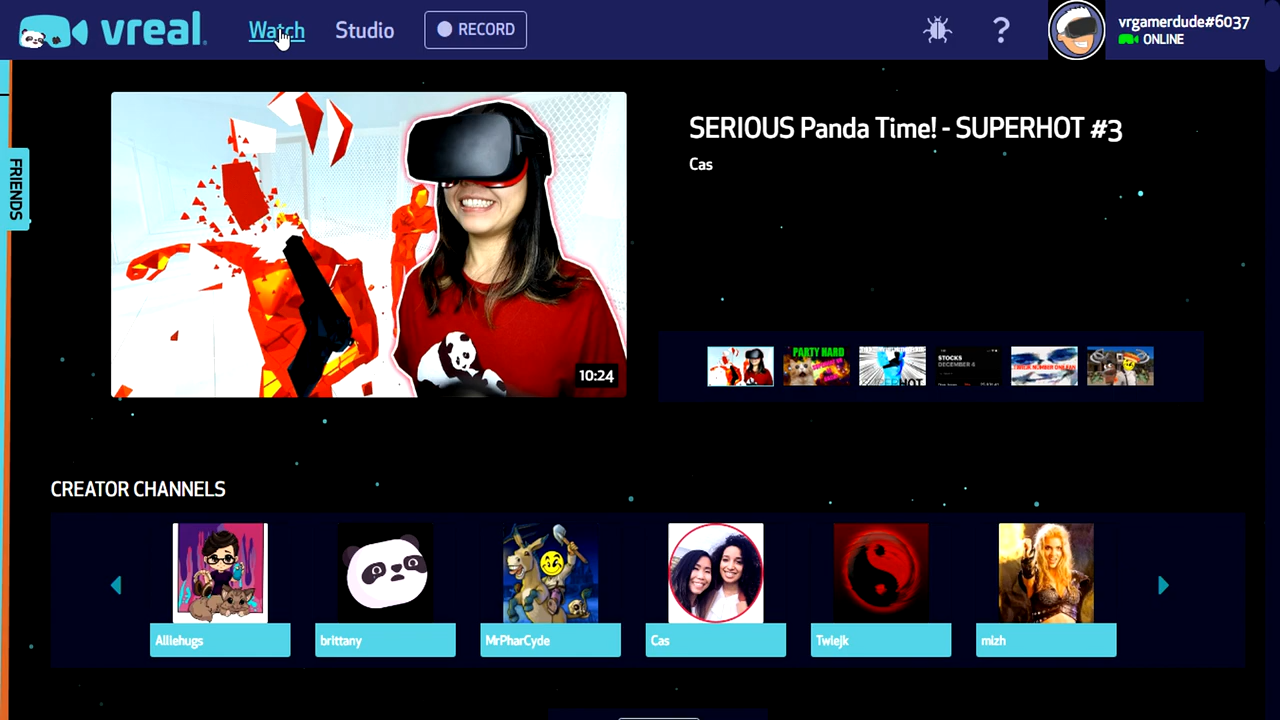 vreal
Watch
Studio
RECORD
?
vrgamerdude#6037
ONLINE
FRIENDS
SERIOUS Panda Time! - SUPERHOT #3
Cas
10:24
PARTY HARD
STOCKS
DECEMBER 4
CREATOR CHANNELS
Alliehugs
brittany
MrPharCyde
Cas
Twiejk
mizh